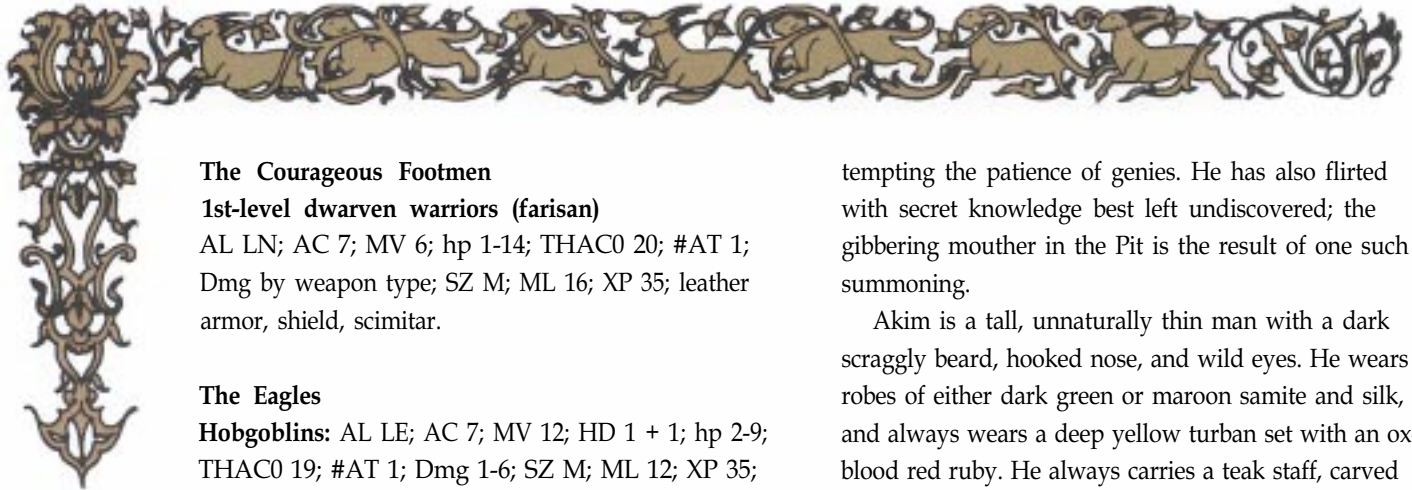 The Courageous Footmen
1st-level dwarven warriors (farisan)
AL LN; AC 7; MV 6; hp 1-14; THAC0 20; #AT 1;
Dmg by weapon type; SZ M; ML 16; XP 35; leather
armor, shield, scimitar.
The Eagles
Hobgoblins: AL LE; AC 7; MV 12; HD 1 + 1; hp 2-9;
THAC0 19; #AT 1; Dmg 1-6; SZ M; ML 12; XP 35;
tempting the patience of genies. He has also flirted
with secret knowledge best left undiscovered; the
gibbering mouther in the Pit is the result of one such
summoning.
Akim is a tall, unnaturally thin man with a dark
scraggly beard, hooked nose, and wild eyes. He wears
robes of either dark green or maroon samite and silk,
and always wears a deep yellow turban set with an ox
blood red ruby. He always carries a teak staff, carved